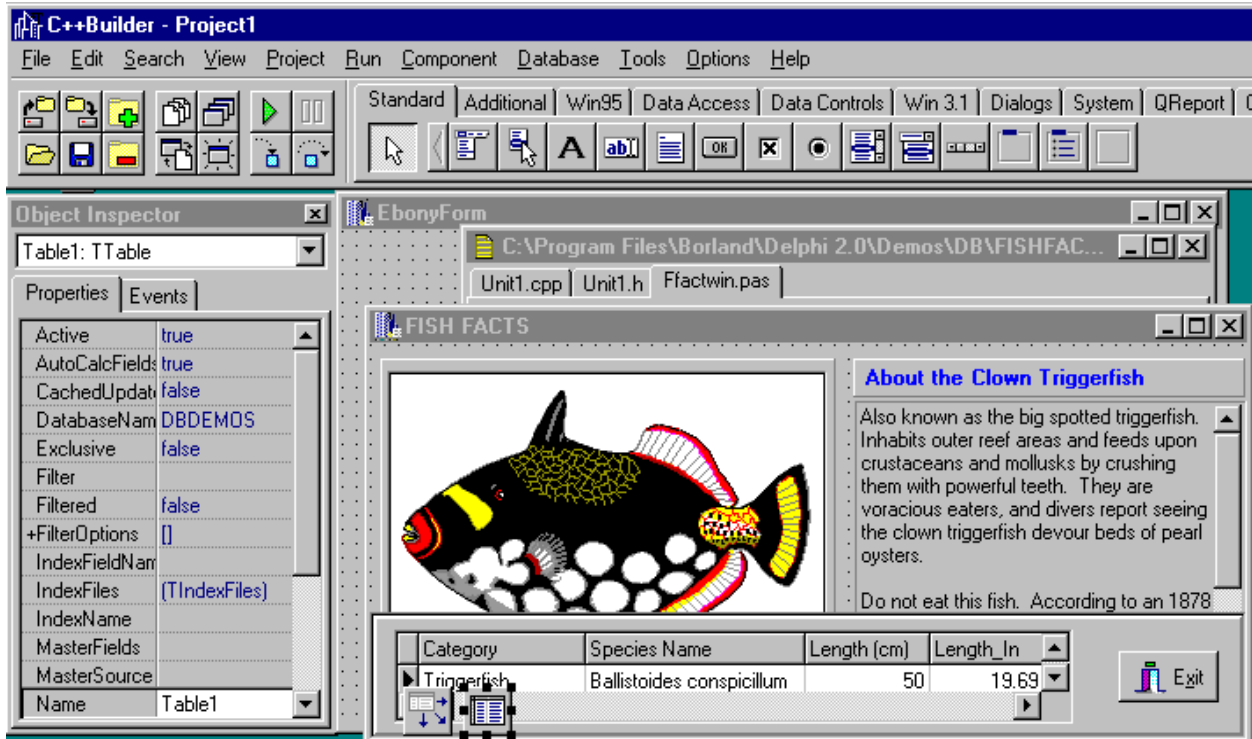 C++Builder - Project1
File Edit Search View Project Run Component Database Tools Options Help
Standard Additional Win95 Data Access Data Controls Win 3.1 Dialogs System QReport
A ab OK
Object Inspector
Table1: TTable
Properties Events
Active true
AutoCalcFields true
CachedUpdat false
DatabaseNam DBDEMOS
Exclusive false
Filter
Filtered false
+FilterOptions []
IndexFieldNam
IndexFiles (TIndexFiles)
IndexName
MasterFields
MasterSource
Name Table1
EbonyForm
C:\Program Files\Borland\Delphi 2.0\Demos\DB\FISHFAC...
Unit1.cpp Unit1.h Ffactwin.pas
FISH FACTS
About the Clown Triggerfish
Also known as the big spotted triggerfish.
Inhabits outer reef areas and feeds upon
crustaceans and mollusks by crushing
them with powerful teeth. They are
voracious eaters, and divers report seeing
the clown triggerfish devour beds of pearl
oysters.
Do not eat this fish. According to an 1878
Category Species Name Length (cm) Length_In
Triggerfish Ballistoides conspicillum 50 19.69
Exit